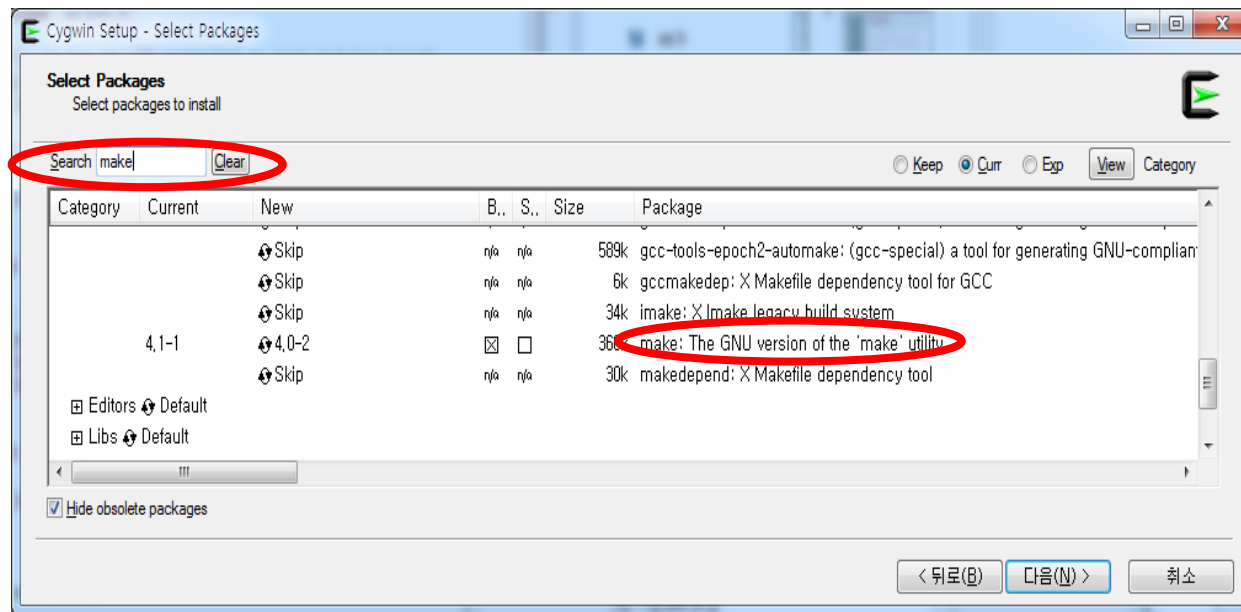 Cygwin Setup - Select Packages
Select Packages
Select packages to install
Search make Clear Keep Curr Exp View Category
Category Current New B.. S.. Size Package
Skip n/a n/a 589k gcc-tools-epoch2-automake: (gcc-special) a tool for generating GNU-complian
Skip n/a n/a 6k gccmakedep: X Makefile dependency tool for GCC
Skip n/a n/a 34k imake: X Imake legacy build system
4.1-1 4.0-2 make: The GNU version of the 'make' utility
Skip n/a n/a 30k makedepend: X Makefile dependency tool
Editors Default
Libs Default
Hide obsolete packages
< 뒤로(B) 다음(N) > 취소